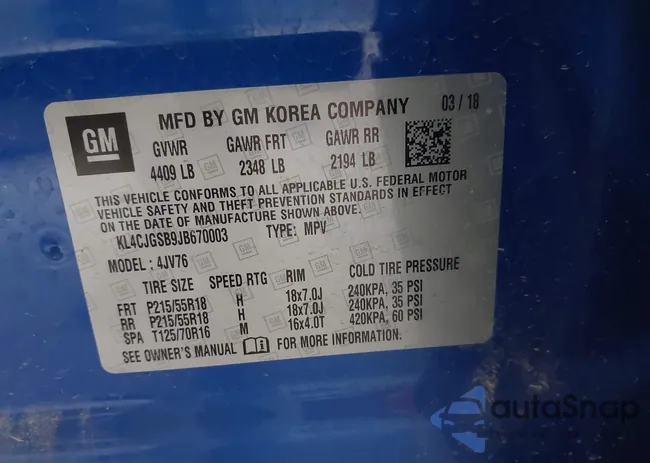 GM
MFD BY GM KOREA COMPANY 03 / 18
GVWR GAWR FRT GAWR RR
4409 LB 2348 LB 2194 LB
THIS VEHICLE CONFORMS TO ALL APPLICABLE U.S. FEDERAL MOTOR
VEHICLE SAFETY AND THEFT PREVENTION STANDARDS IN EFFECT
ON THE DATE OF MANUFACTURE SHOWN ABOVE.
KL4CJGSB9JB670003 TYPE: MPV
MODEL : 4JV76
TIRE SIZE SPEED RTG RIM COLD TIRE PRESSURE
FRT P215/55R18 H 18x7.0J 240KPA, 35 PSI
RR P215/55R18 H 18x7.0J 240KPA, 35 PSI
SPA T125/70R16 M 16x4.0T 420KPA, 60 PSI
SEE OWNER'S MANUAL FOR MORE INFORMATION.
autoSnap